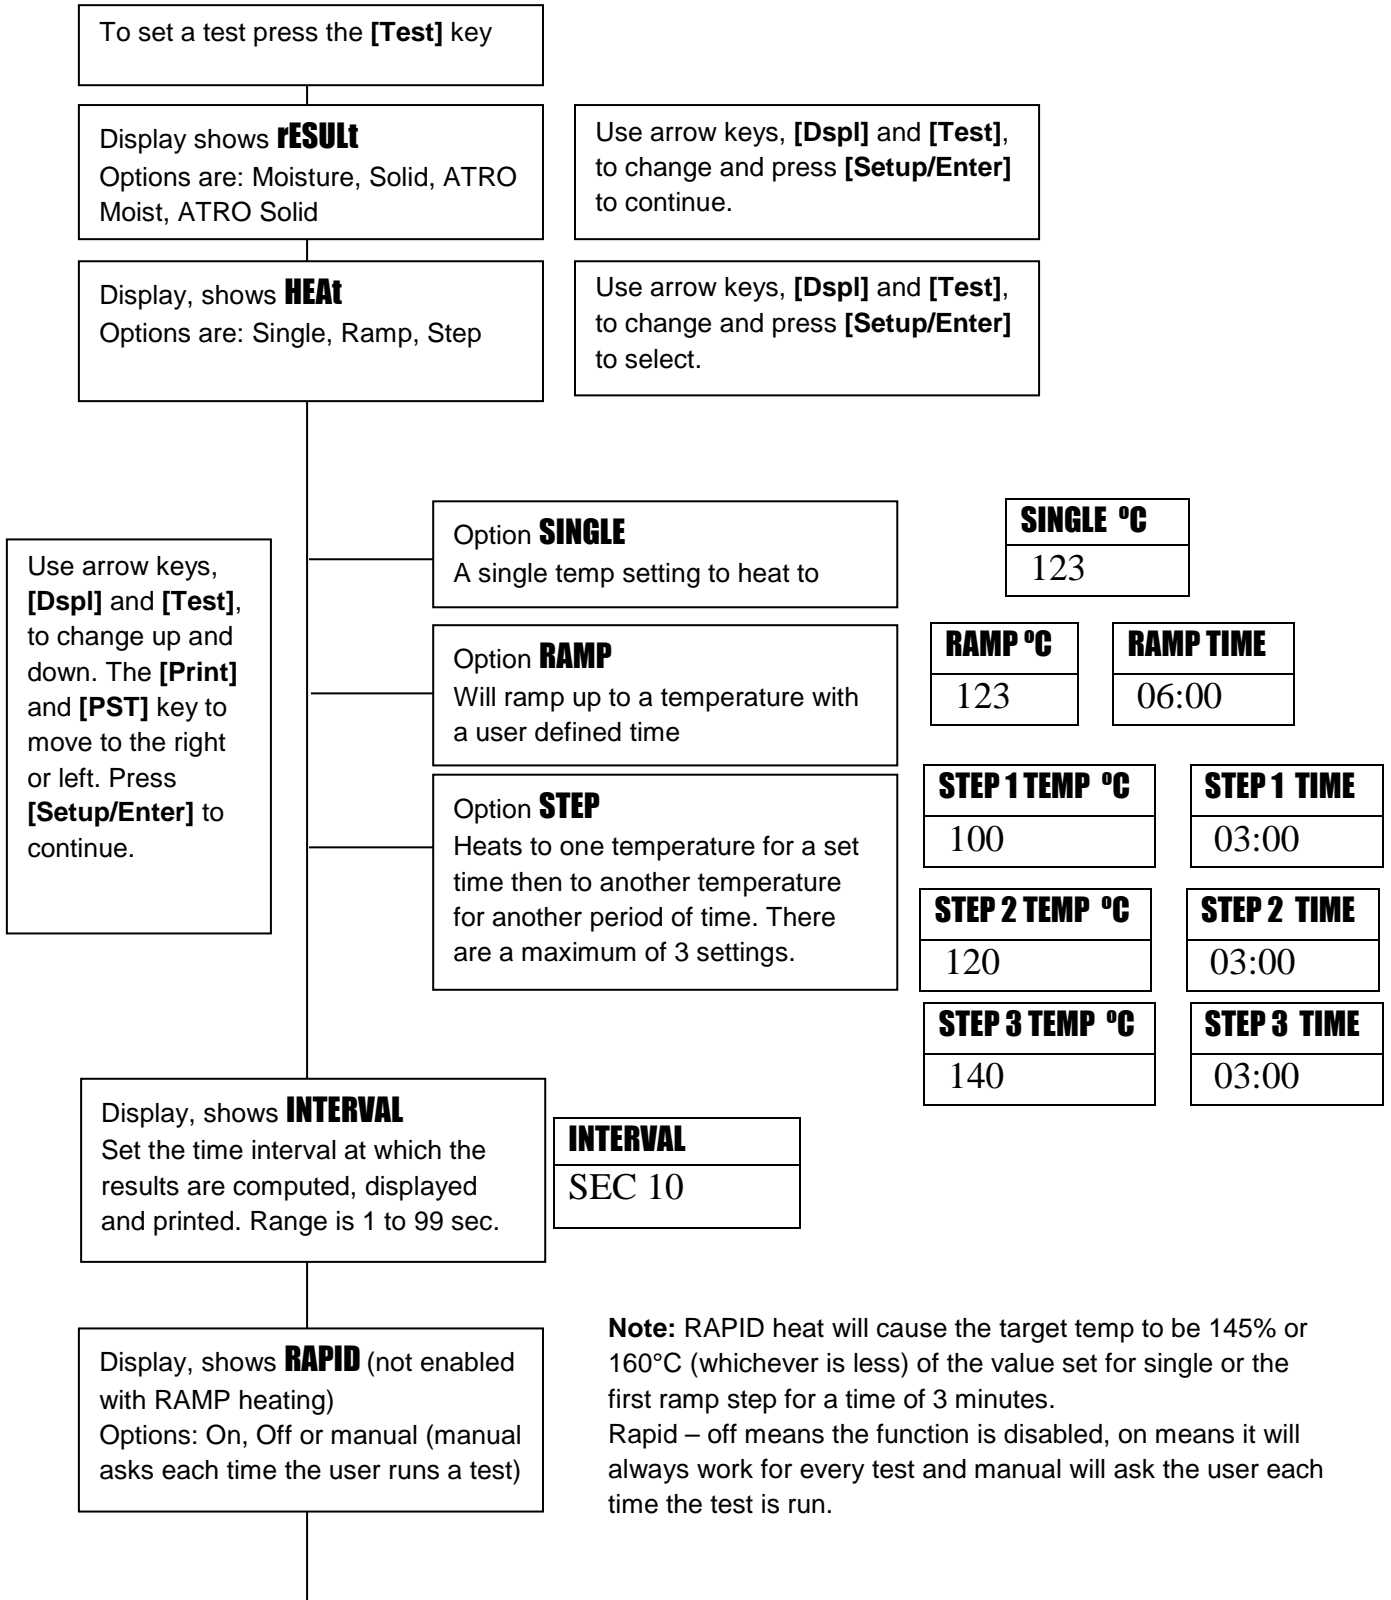 To set a test press the [Test] key
Display shows rESULt
Options are: Moisture, Solid, ATRO
Moist, ATRO Solid
Use arrow keys, [Dspl] and [Test],
to change and press [Setup/Enter]
to continue.
Display, shows HEAt
Options are: Single, Ramp, Step
Use arrow keys, [Dspl] and [Test],
to change and press [Setup/Enter]
to select.
Use arrow keys,
[Dspl] and [Test],
to change up and
down. The [Print]
and [PST] key to
move to the right
or left. Press
[Setup/Enter] to
continue.
Option SINGLE
A single temp setting to heat to
SINGLE ºC
123
Option RAMP
Will ramp up to a temperature with
a user defined time
RAMP ºC
123
RAMP TIME
06:00
Option STEP
Heats to one temperature for a set
time then to another temperature
for another period of time. There
are a maximum of 3 settings.
STEP 1 TEMP ºC
100
STEP 1 TIME
03:00
STEP 2 TEMP ºC
120
STEP 2 TIME
03:00
STEP 3 TEMP ºC
140
STEP 3 TIME
03:00
Display, shows INTERVAL
Set the time interval at which the
results are computed, displayed
and printed. Range is 1 to 99 sec.
INTERVAL
SEC 10
Display, shows RAPID (not enabled
with RAMP heating)
Options: On, Off or manual (manual
asks each time the user runs a test)
Note: RAPID heat will cause the target temp to be 145% or
160°C (whichever is less) of the value set for single or the
first ramp step for a time of 3 minutes.
Rapid – off means the function is disabled, on means it will
always work for every test and manual will ask the user each
time the test is run.